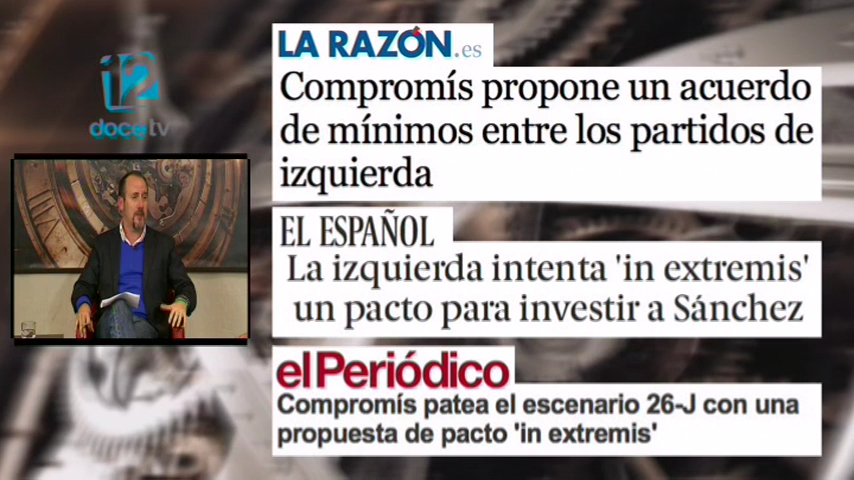 12
doce tv
LA RAZÓN.es
Compromís propone un acuerdo
de mínimos entre los partidos de
izquierda
EL ESPAÑOL
La izquierda intenta 'in extremis'
un pacto para investir a Sánchez
elPeriódico
Compromís patea el escenario 26-J con una
propuesta de pacto 'in extremis'